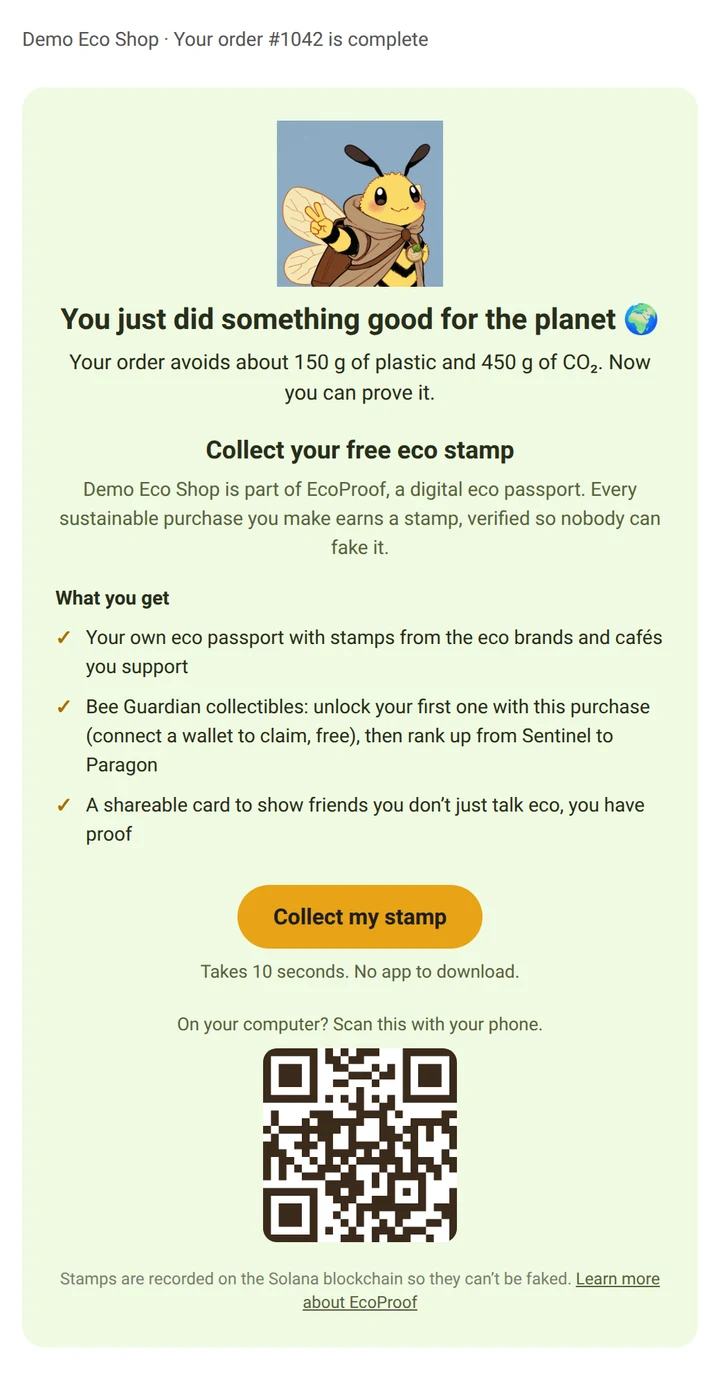 Demo Eco Shop · Your order #1042 is complete
You just did something good for the planet 🌍
Your order avoids about 150 g of plastic and 450 g of CO₂. Now
you can prove it.
Collect your free eco stamp
Demo Eco Shop is part of EcoProof, a digital eco passport. Every
sustainable purchase you make earns a stamp, verified so nobody can
fake it.
What you get
✓ Your own eco passport with stamps from the eco brands and cafés
you support
✓ Bee Guardian collectibles: unlock your first one with this purchase
(connect a wallet to claim, free), then rank up from Sentinel to
Paragon
✓ A shareable card to show friends you don’t just talk eco, you have
proof
Collect my stamp
Takes 10 seconds. No app to download.
On your computer? Scan this with your phone.
Stamps are recorded on the Solana blockchain so they can’t be faked. Learn more
about EcoProof